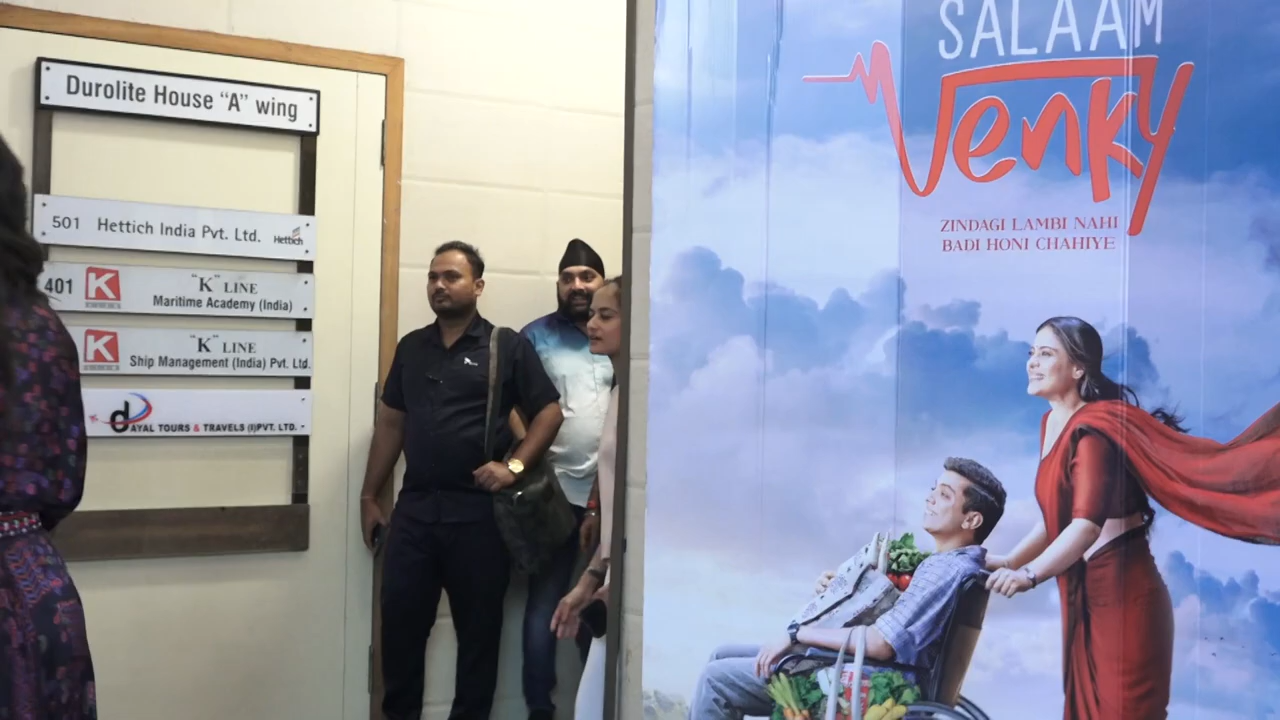 Durolite House "A" wing
501 Hettich India Pvt. Ltd.
Hettich
401 K "K" LINE
Maritime Academy (India)
K "K" LINE
Ship Management (India) Pvt. Ltd.
dAYAL TOURS & TRAVELS (I)PVT. LTD.
SALAAM
Venky
ZINDAGI LAMBI NAHI
BADI HONI CHAHIYE